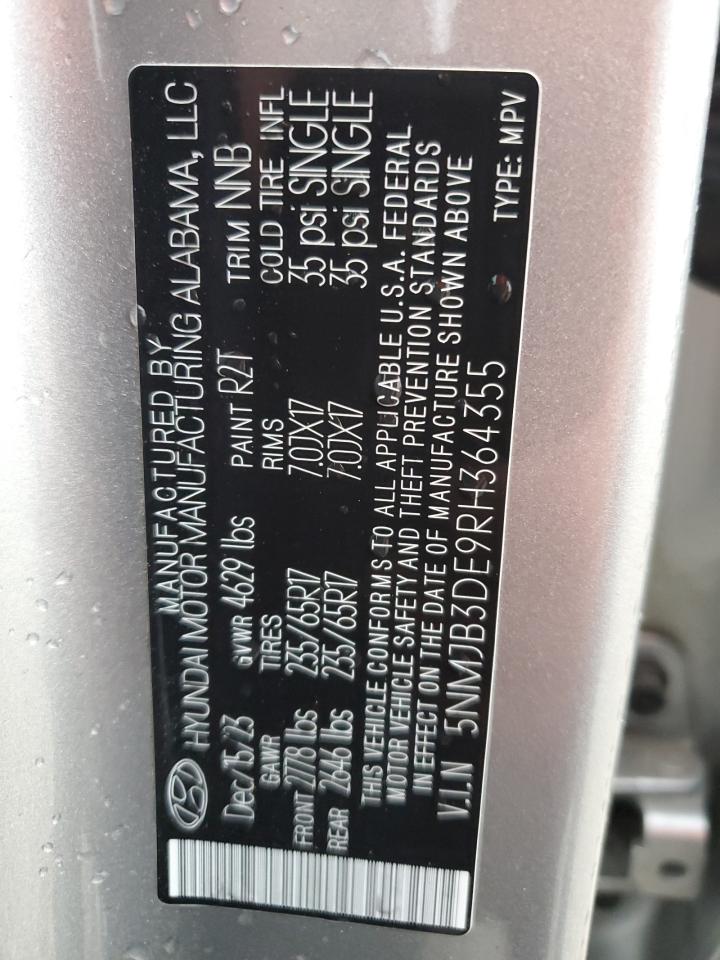 MANUFACTURED BY
HYUNDAI MOTOR MANUFACTURING ALABAMA, LLC
Dec/15/23 GVWR 4629 lbs PAINT R2T TRIM NNB
GAWR TIRES RIMS COLD TIRE INFL
FRONT 2778 lbs 235/65R17 7.0JX17 35 psi SINGLE
REAR 2646 lbs 235/65R17 7.0JX17 35 psi SINGLE
THIS VEHICLE CONFORMS TO ALL APPLICABLE U.S.A. FEDERAL
MOTOR VEHICLE SAFETY AND THEFT PREVENTION STANDARDS
IN EFFECT ON THE DATE OF MANUFACTURE SHOWN ABOVE
V.I.N 5NMJB3DE9RH364355 TYPE: MPV